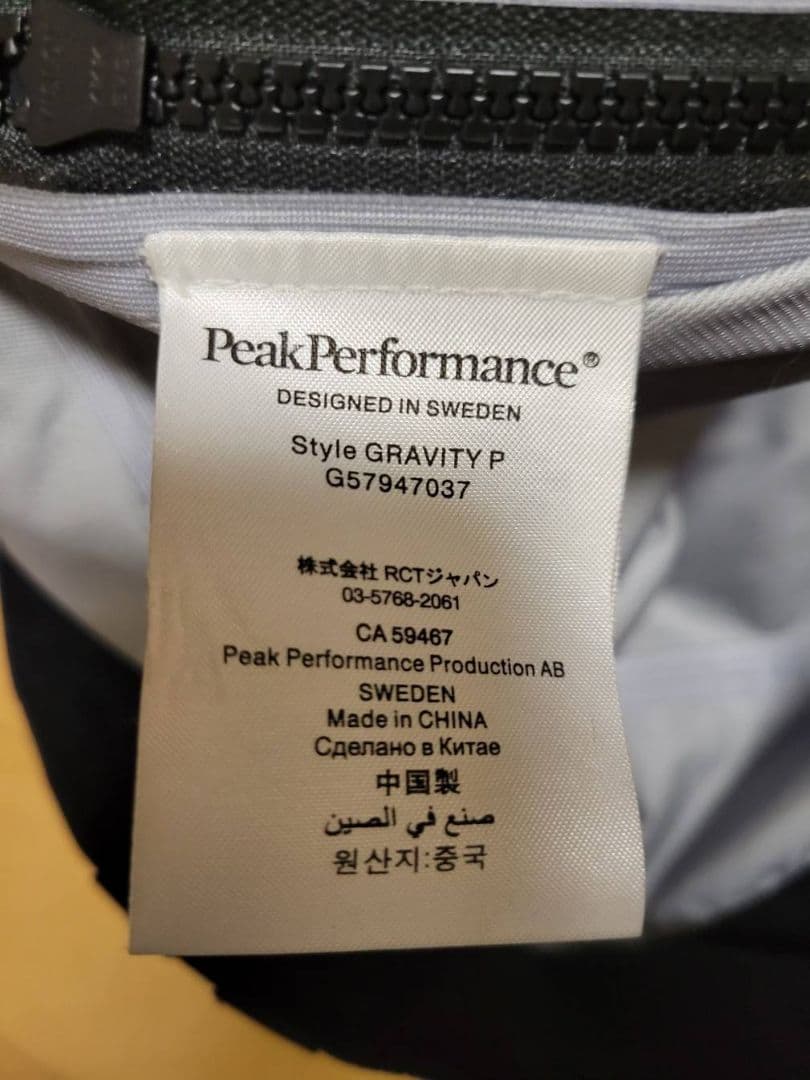 PeakPerformance®
DESIGNED IN SWEDEN
Style GRAVITY P
G57947037
株式会社 RCTジャパン
03-5768-2061
CA 59467
Peak Performance Production AB
SWEDEN
Made in CHINA
Сделано в Китае
中国製
صنع في الصين
원산지:중국